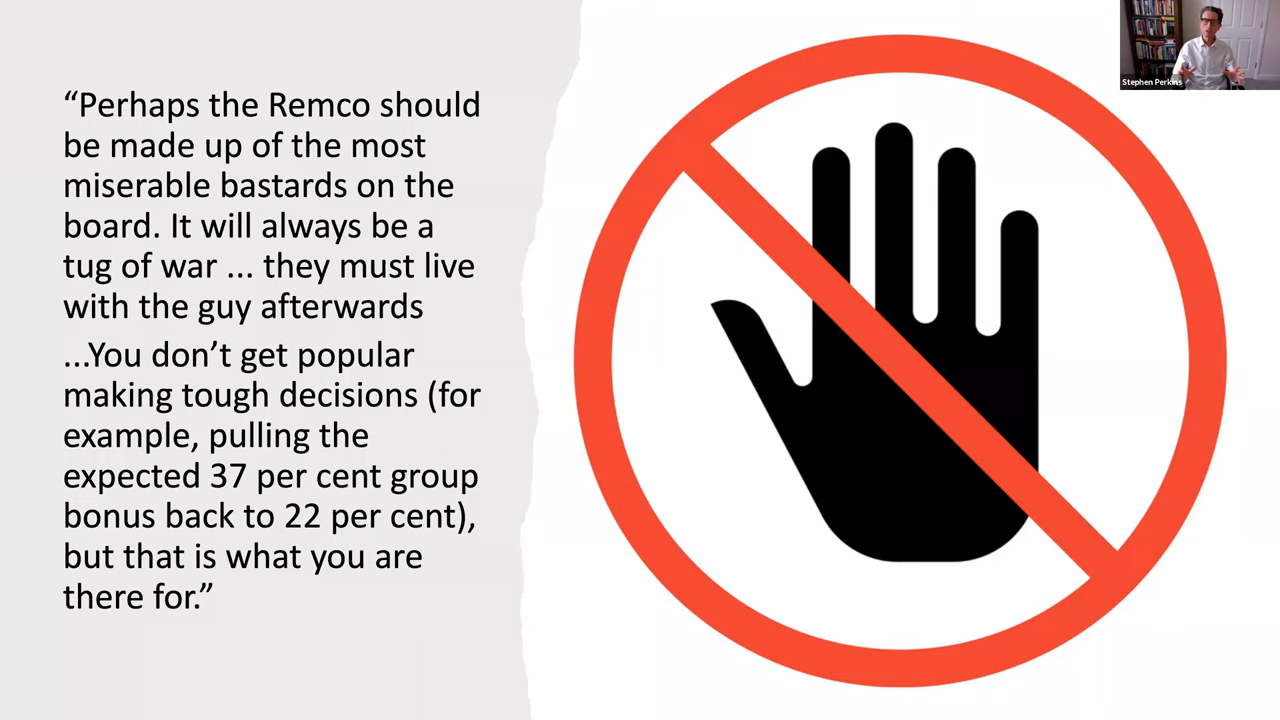 “Perhaps the Remco should
be made up of the most
miserable bastards on the
board. It will always be a
tug of war ... they must live
with the guy afterwards
...You don’t get popular
making tough decisions (for
example, pulling the
expected 37 per cent group
bonus back to 22 per cent),
but that is what you are
there for.”
Stephen Perkins